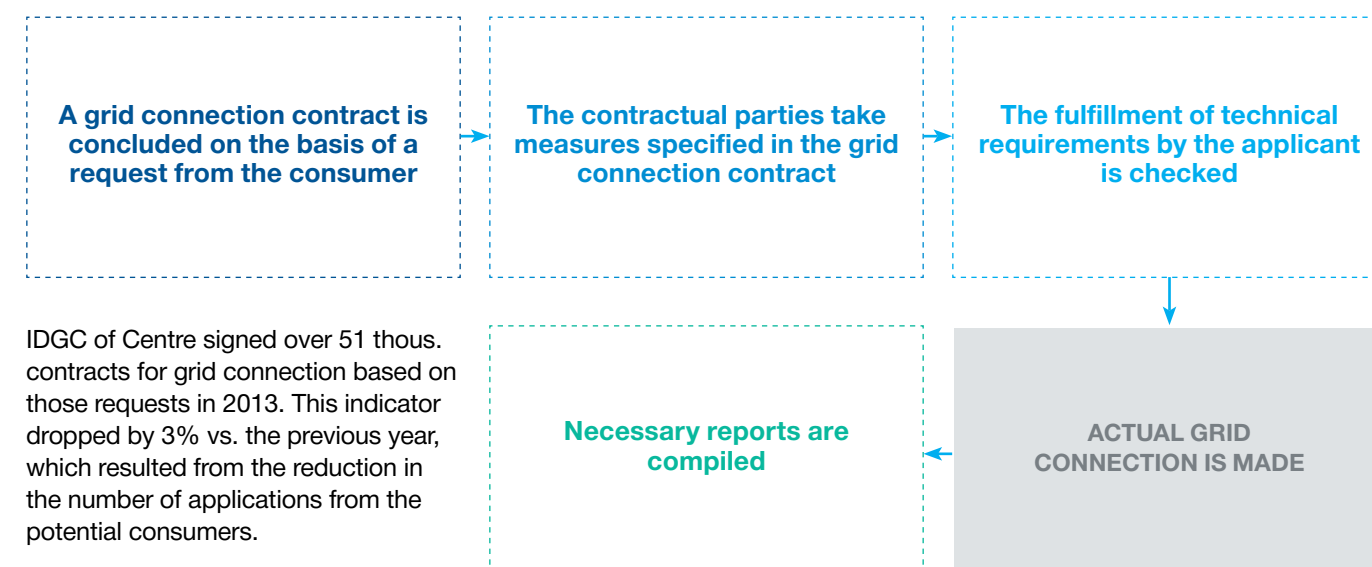 A grid connection contract is
concluded on the basis of a
request from the consumer
The contractual parties take
measures specified in the grid
connection contract
The fulfillment of technical
requirements by the applicant
is checked
IDGC of Centre signed over 51 thous.
contracts for grid connection based on
those requests in 2013. This indicator
dropped by 3% vs. the previous year,
which resulted from the reduction in
the number of applications from the
potential consumers.
Necessary reports are
compiled
ACTUAL GRID
CONNECTION IS MADE